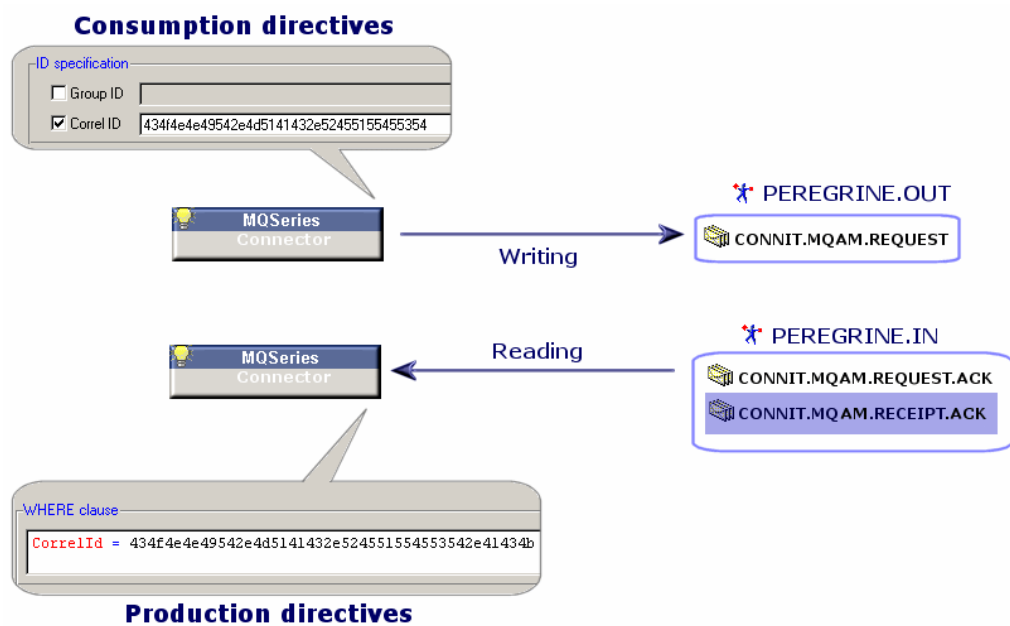 Consumption directives
ID specification
Group ID
Correl ID 434f4e4e49542e4d5141432e52455155455354
PEREGRINE.OUT
MQSeries
Connector
CONNIT.MQAM.REQUEST
Writing
PEREGRINE.IN
Reading
MQSeries
Connector
CONNIT.MQAM.REQUEST.ACK
CONNIT.MQAM.RECEIPT.ACK
WHERE clause
CorrelId = 434f4e4e49542e4d5141432e524551554553542e41434b
Production directives